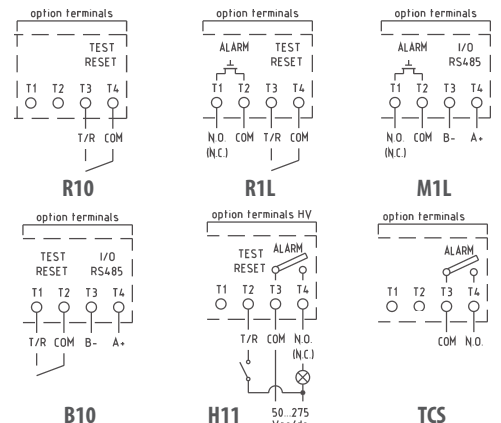 option terminals
TEST
RESET
T1 T2 T3 T4
T/R COM
R10
option terminals
ALARM TEST
RESET
T1 T2 T3 T4
N.O. COM T/R COM
(N.C.)
R1L
option terminals
ALARM I/O
RS485
T1 T2 T3 T4
N.O. COM B- A+
(N.C.)
M1L
option terminals
TEST I/O
RESET RS485
T1 T2 T3 T4
T/R COM B- A+
B10
option terminals HV
ALARM
TEST
RESET
T1 T2 T3 T4
T/R COM N.O.
(N.C.)
50...275
H11
option terminals
ALARM
T1 T2 T3 T4
COM N.O.
TCS